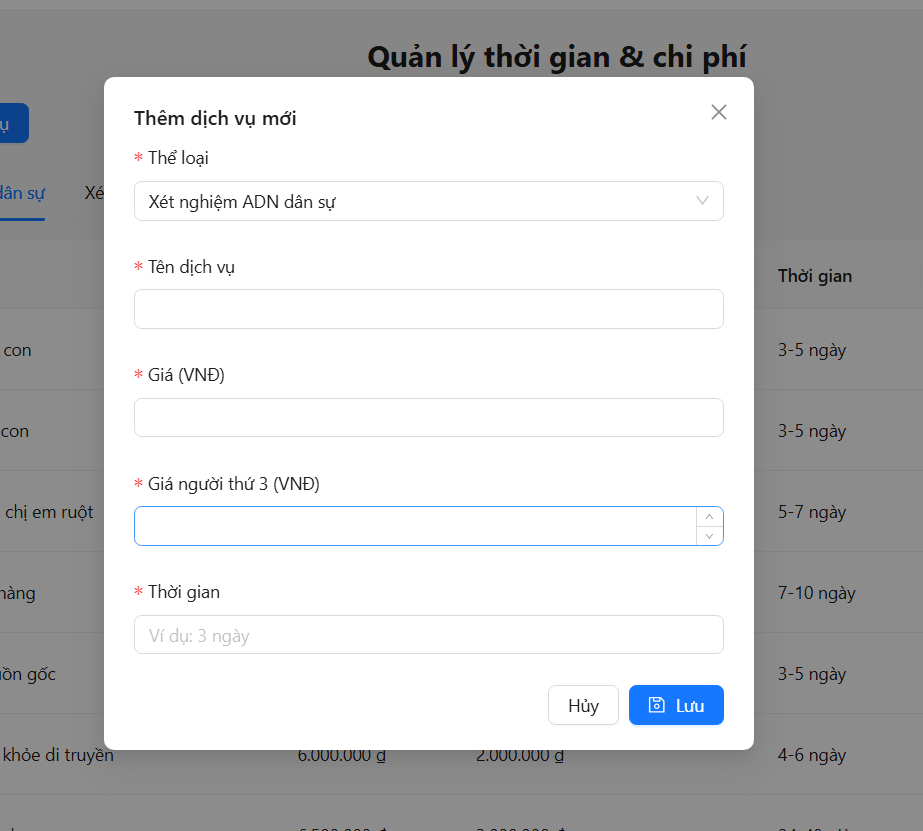 Quản lý thời gian & chi phí
Thêm dịch vụ mới
* Thể loại
ụ
Xét nghiệm ADN dân sự
dân sự Xé
* Tên dịch vụ
Thời gian
con 3-5 ngày
* Giá (VNĐ)
con 3-5 ngày
* Giá người thứ 3 (VNĐ)
chị em ruột 5-7 ngày
* Thời gian
hàng 7-10 ngày
Ví dụ: 3 ngày
uồn gốc 3-5 ngày
Hủy Lưu
khỏe di truyền 6.000.000 ₫ 2.000.000 ₫ 4-6 ngày